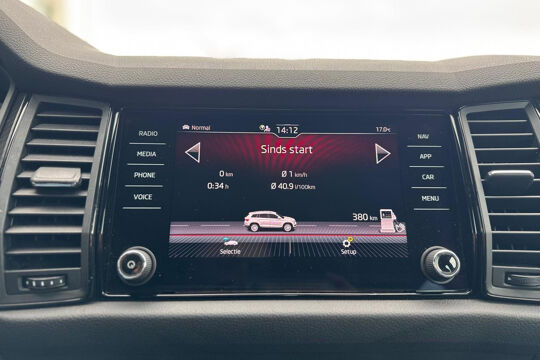 RADIO
MEDIA
PHONE
VOICE
Normal 14:12 17.0°c
Sinds start
0 km Ø 1 km/h
0:34 h Ø 40.9 l/100km
380 km
Selectie Setup
NAV
APP
CAR
MENU